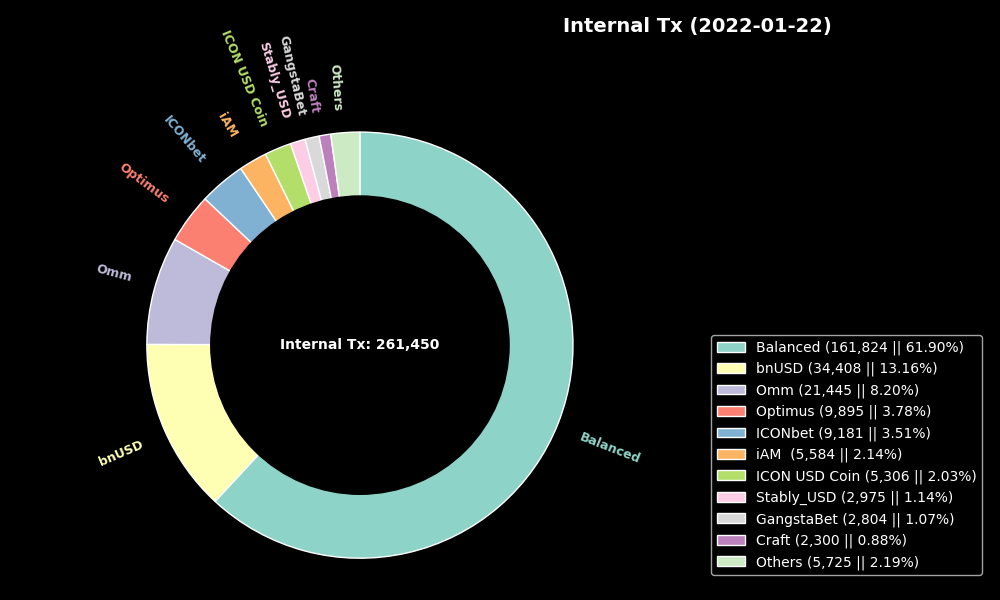 Internal Tx (2022-01-22)
ICON USD Coin
Stably_USD
GangstaBet
Craft
Others
iAM
ICONbet
Optimus
Omm
bnUSD
Balanced
Internal Tx: 261,450
Balanced (161,824 || 61.90%)
bnUSD (34,408 || 13.16%)
Omm (21,445 || 8.20%)
Optimus (9,895 || 3.78%)
ICONbet (9,181 || 3.51%)
iAM  (5,584 || 2.14%)
ICON USD Coin (5,306 || 2.03%)
Stably_USD (2,975 || 1.14%)
GangstaBet (2,804 || 1.07%)
Craft (2,300 || 0.88%)
Others (5,725 || 2.19%)